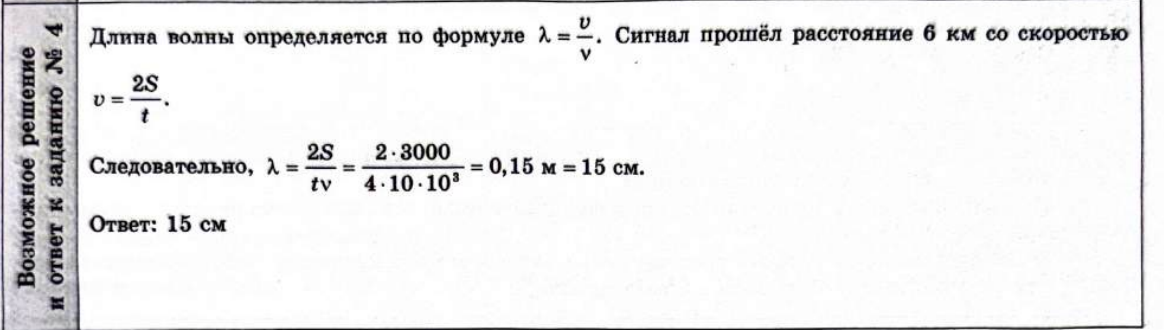 Возможное решение
и ответ к заданию № 4
Длина волны определяется по формуле λ = υ/ν. Сигнал прошёл расстояние 6 км со скоростью
υ = 2S/t.
Следовательно, λ = 2S/tν = 2·3000/4·10·10³ = 0,15 м = 15 см.
Ответ: 15 см